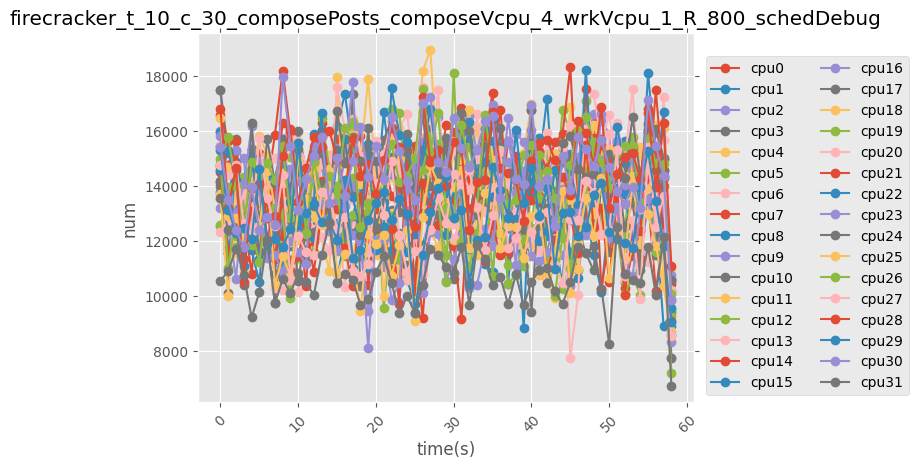 firecracker_t_10_c_30_composePosts_composeVcpu_4_wrkVcpu_1_R_800_schedDebug
num
18000
16000
14000
12000
10000
8000
0
10
20
30
40
50
60
time(s)
cpu0
cpu1
cpu2
cpu3
cpu4
cpu5
cpu6
cpu7
cpu8
cpu9
cpu10
cpu11
cpu12
cpu13
cpu14
cpu15
cpu16
cpu17
cpu18
cpu19
cpu20
cpu21
cpu22
cpu23
cpu24
cpu25
cpu26
cpu27
cpu28
cpu29
cpu30
cpu31